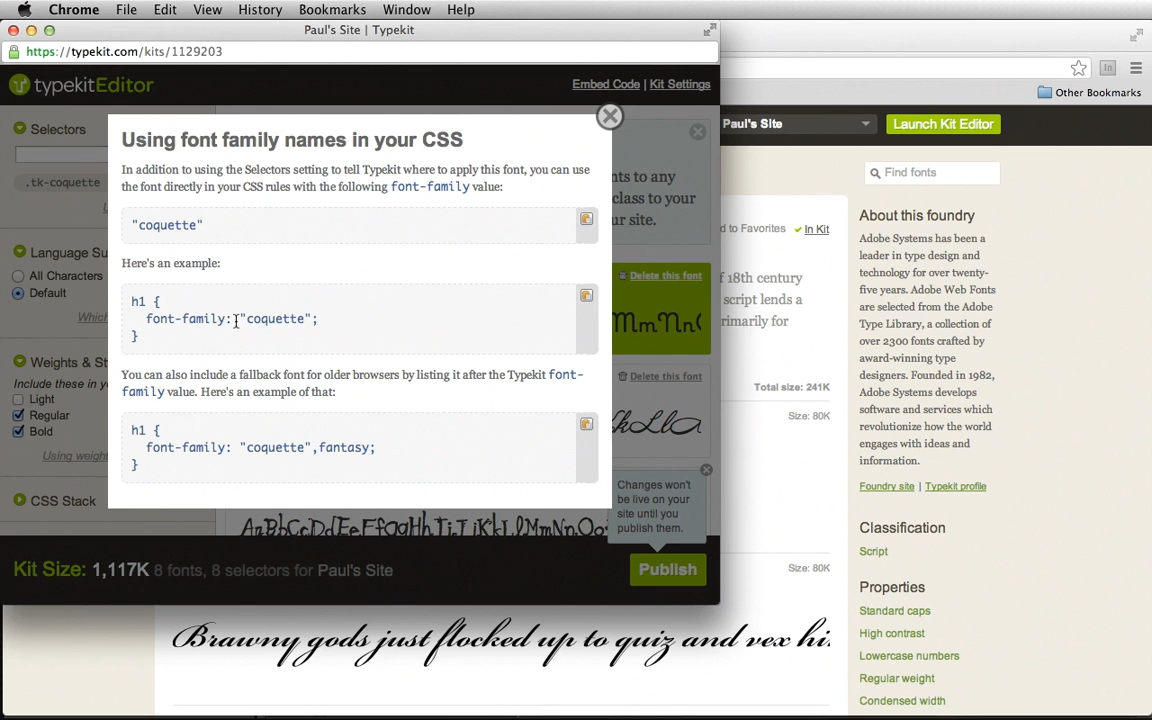 Chrome File Edit View History Bookmarks Window Help
Paul's Site | Typekit
https://typekit.com/kits/1129203
Other Bookmarks
typekitEditor
Embed Code | Kit Settings
Paul's Site
Launch Kit Editor
Selectors
.tk-coquette
Language Su
All Characters
Default
Which
Weights & St
Include these in yo
Light
Regular
Bold
Using weight
CSS Stack
Using font family names in your CSS
In addition to using the Selectors setting to tell Typekit where to apply this font, you can use
the font directly in your CSS rules with the following font-family value:
"coquette"
Here's an example:
h1 {
font-family: "coquette";
}
You can also include a fallback font for older browsers by listing it after the Typekit font-
family value. Here's an example of that:
h1 {
font-family: "coquette",fantasy;
}
nts to any
class to your
ur site.
Delete this font
MmNnO
Delete this font
kLlA
Changes won't
be live on your
site until you
publish them.
AaBbCcDdEeFfGgHhIiJjKkLlMmNnOo
Kit Size: 1,117K 8 fonts, 8 selectors for Paul's Site
Publish
d to Favorites In Kit
f 18th century
script lends a
rimarily for
Total size: 241K
Size: 80K
Size: 80K
Brawny gods just flocked up to quiz and vex hi
Find fonts
About this foundry
Adobe Systems has been a
leader in type design and
technology for over twenty-
five years. Adobe Web Fonts
are selected from the Adobe
Type Library, a collection of
over 2300 fonts crafted by
award-winning type
designers. Founded in 1982,
Adobe Systems develops
software and services which
revolutionize how the world
engages with ideas and
information.
Foundry site | Typekit profile
Classification
Script
Properties
Standard caps
High contrast
Lowercase numbers
Regular weight
Condensed width